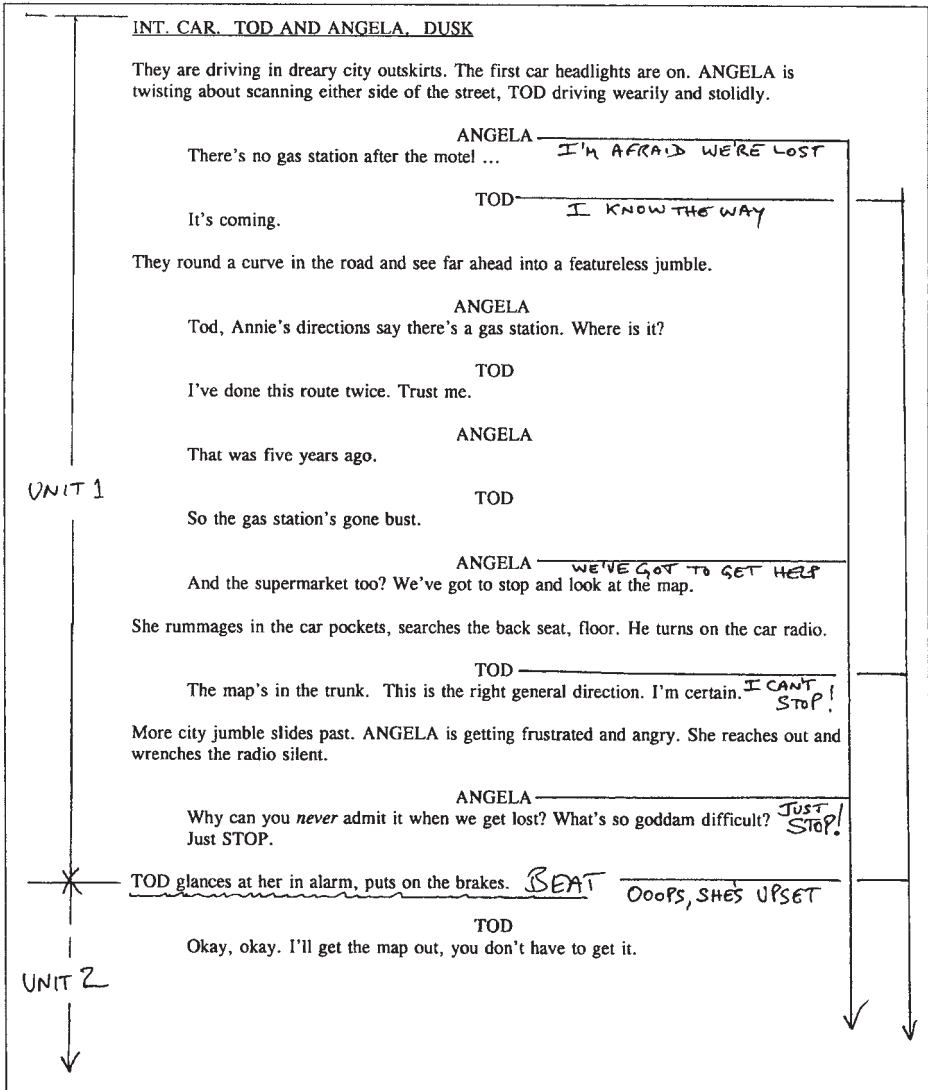 INT. CAR. TOD AND ANGELA. DUSK
They are driving in dreary city outskirts. The first car headlights are on. ANGELA is
twisting about scanning either side of the street, TOD driving wearily and stolidly.
ANGELA
I'M AFRAID WE'RE LOST
There's no gas station after the motel ...
TOD
I KNOW THE WAY
It's coming.
They round a curve in the road and see far ahead into a featureless jumble.
ANGELA
Tod, Annie's directions say there's a gas station. Where is it?
TOD
I've done this route twice. Trust me.
ANGELA
That was five years ago.
UNIT 1
TOD
So the gas station's gone bust.
ANGELA
WE'VE GOT TO GET HELP
And the supermarket too? We've got to stop and look at the map.
She rummages in the car pockets, searches the back seat, floor. He turns on the car radio.
TOD
The map's in the trunk. This is the right general direction. I'm certain.
I CAN'T
STOP!
More city jumble slides past. ANGELA is getting frustrated and angry. She reaches out and
wrenches the radio silent.
ANGELA
Why can you never admit it when we get lost? What's so goddam difficult?
Just STOP.
JUST
STOP!
TOD glances at her in alarm, puts on the brakes. BEAT
OOOPS, SHE'S UPSET
TOD
Okay, okay. I'll get the map out, you don't have to get it.
UNIT 2